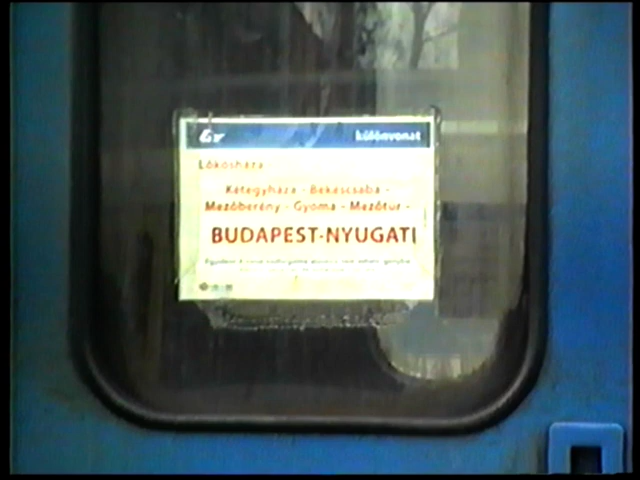 Gy különvonat
Lőkösháza
Kétegyháza - Békéscsaba -
Mezőberény - Gyoma - Mezőtúr -
BUDAPEST-NYUGATI